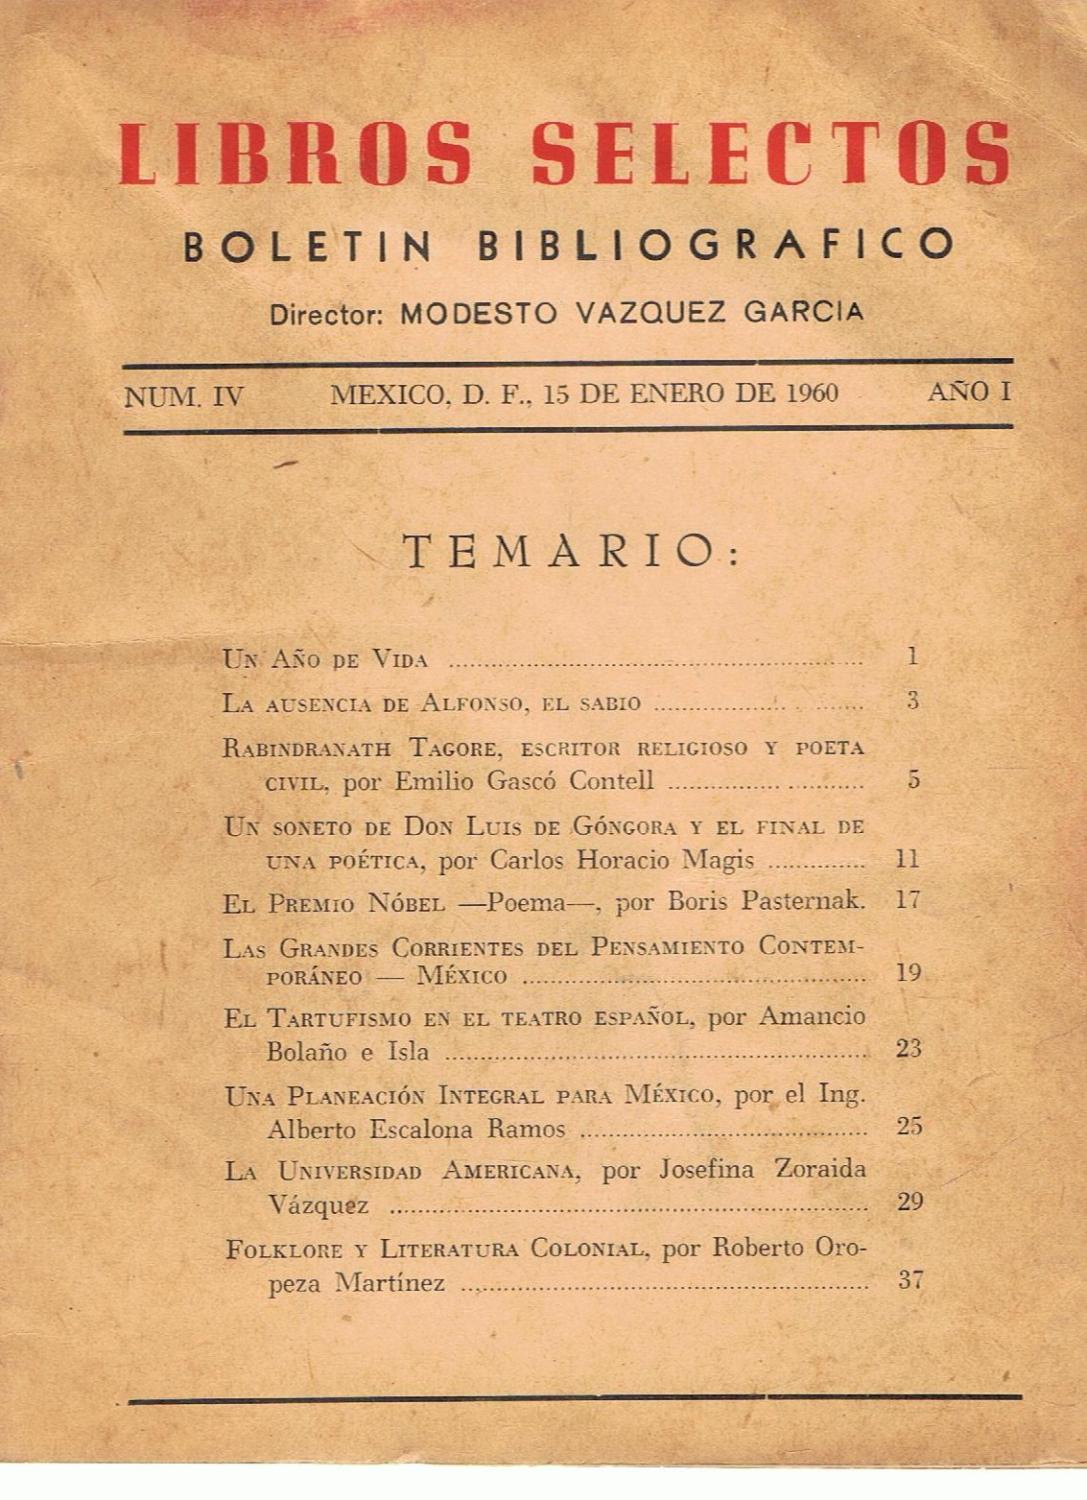 LIBROS SELECTOS
BOLETIN BIBLIOGRAFICO
Director: MODESTO VAZQUEZ GARCIA
NUM. IV MEXICO, D. F., 15 DE ENERO DE 1960 AÑO I
TEMARIO:
UN AÑO DE VIDA ........................ 1
LA AUSENCIA DE ALFONSO, EL SABIO ........................ 3
RABINDRANATH TAGORE, ESCRITOR RELIGIOSO Y POETA
CIVIL, por Emilio Gascó Contell ........................ 5
UN SONETO DE DON LUIS DE GÓNGORA Y EL FINAL DE
UNA POÉTICA, por Carlos Horacio Magis .............. 11
EL PREMIO NÓBEL —Poema—, por Boris Pasternak. 17
LAS GRANDES CORRIENTES DEL PENSAMIENTO CONTEM-
PORÁNEO — MÉXICO ........................ 19
EL TARTUFISMO EN EL TEATRO ESPAÑOL, por Amancio
Bolaño e Isla ........................ 23
UNA PLANEACIÓN INTEGRAL PARA MÉXICO, por el Ing.
Alberto Escalona Ramos ........................ 25
LA UNIVERSIDAD AMERICANA, por Josefina Zoraida
Vázquez ........................ 29
FOLKLORE Y LITERATURA COLONIAL, por Roberto Oro-
peza Martínez ........................ 37